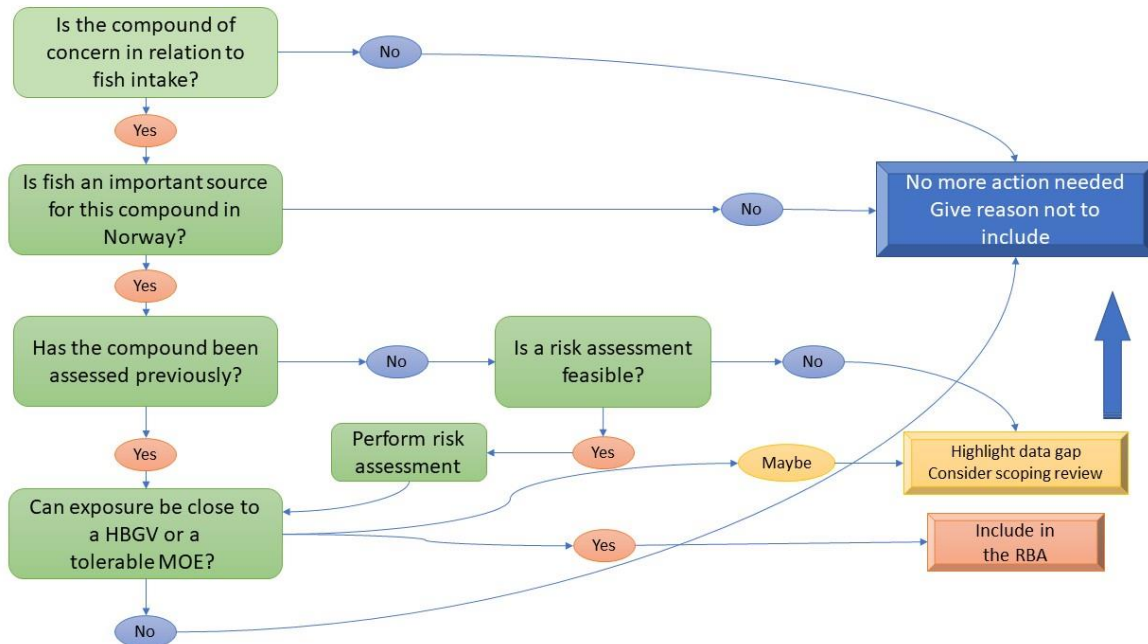 Is the compound of
concern in relation to
fish intake?
No
Yes
Is fish an important source
for this compound in
Norway?
No
No more action needed
Give reason not to
include
Yes
Has the compound been
assessed previously?
No
Is a risk assessment
feasible?
No
Yes
Perform risk
assessment
Yes
Maybe
Highlight data gap
Consider scoping review
Can exposure be close to
a HBGV or a
tolerable MOE?
Yes
Include in
the RBA
No